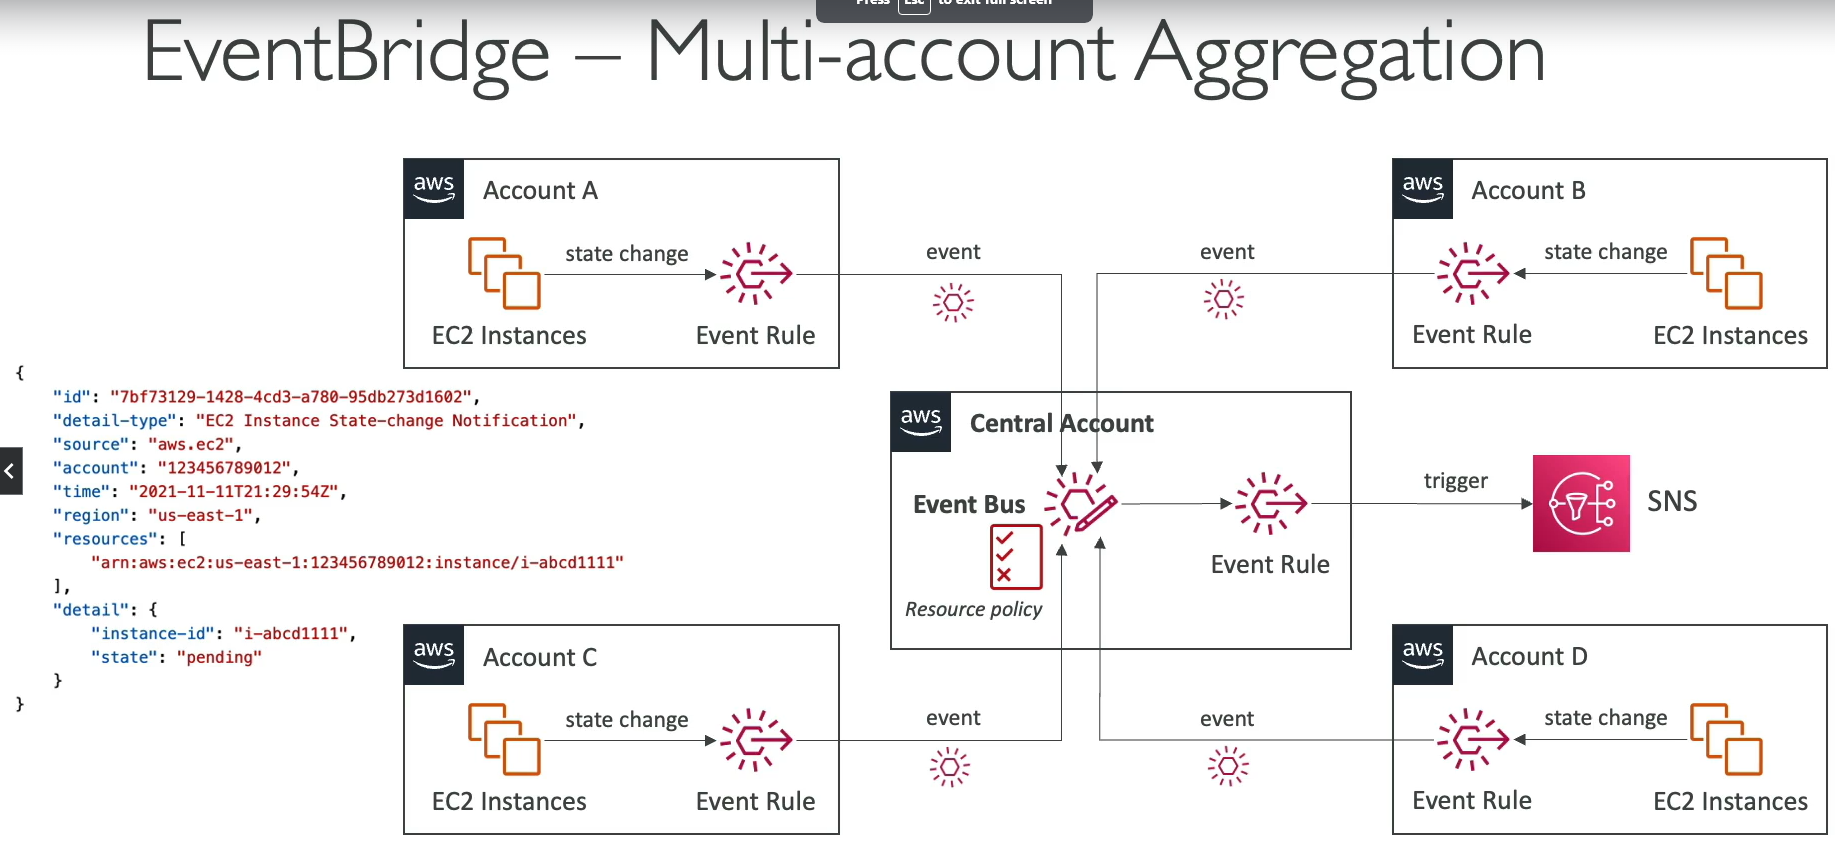 Press Esc to exit full screen
EventBridge – Multi-account Aggregation
aws Account A
state change
EC2 Instances Event Rule
event
event
aws Account B
state change
Event Rule EC2 Instances
{
"id": "7bf73129-1428-4cd3-a780-95db273d1602",
"detail-type": "EC2 Instance State-change Notification",
"source": "aws.ec2",
"account": "123456789012",
"time": "2021-11-11T21:29:54Z",
"region": "us-east-1",
"resources": [
"arn:aws:ec2:us-east-1:123456789012:instance/i-abcd1111"
],
"detail": {
"instance-id": "i-abcd1111",
"state": "pending"
}
}
aws Central Account
Event Bus
Resource policy
Event Rule
trigger
SNS
aws Account C
state change
EC2 Instances Event Rule
event
event
aws Account D
state change
Event Rule EC2 Instances